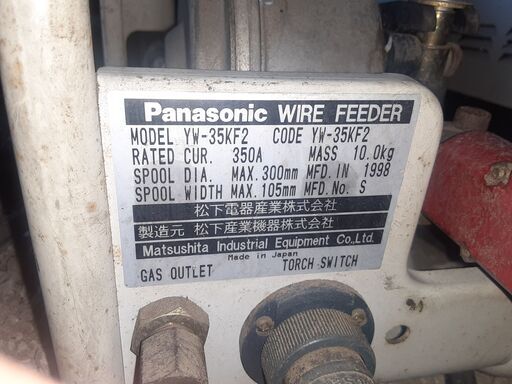 Panasonic WIRE FEEDER
MODEL YW-35KF2 CODE YW-35KF2
RATED CUR. 350A MASS 10.0kg
SPOOL DIA. MAX.300mm MFD.IN 1998
SPOOL WIDTH MAX.105mm MFD.No. S
松下電器産業株式会社
製造元 松下産業機器株式会社
Matsushita Industrial Equipment Co.,Ltd.
Made in Japan
GAS OUTLET TORCH SWITCH